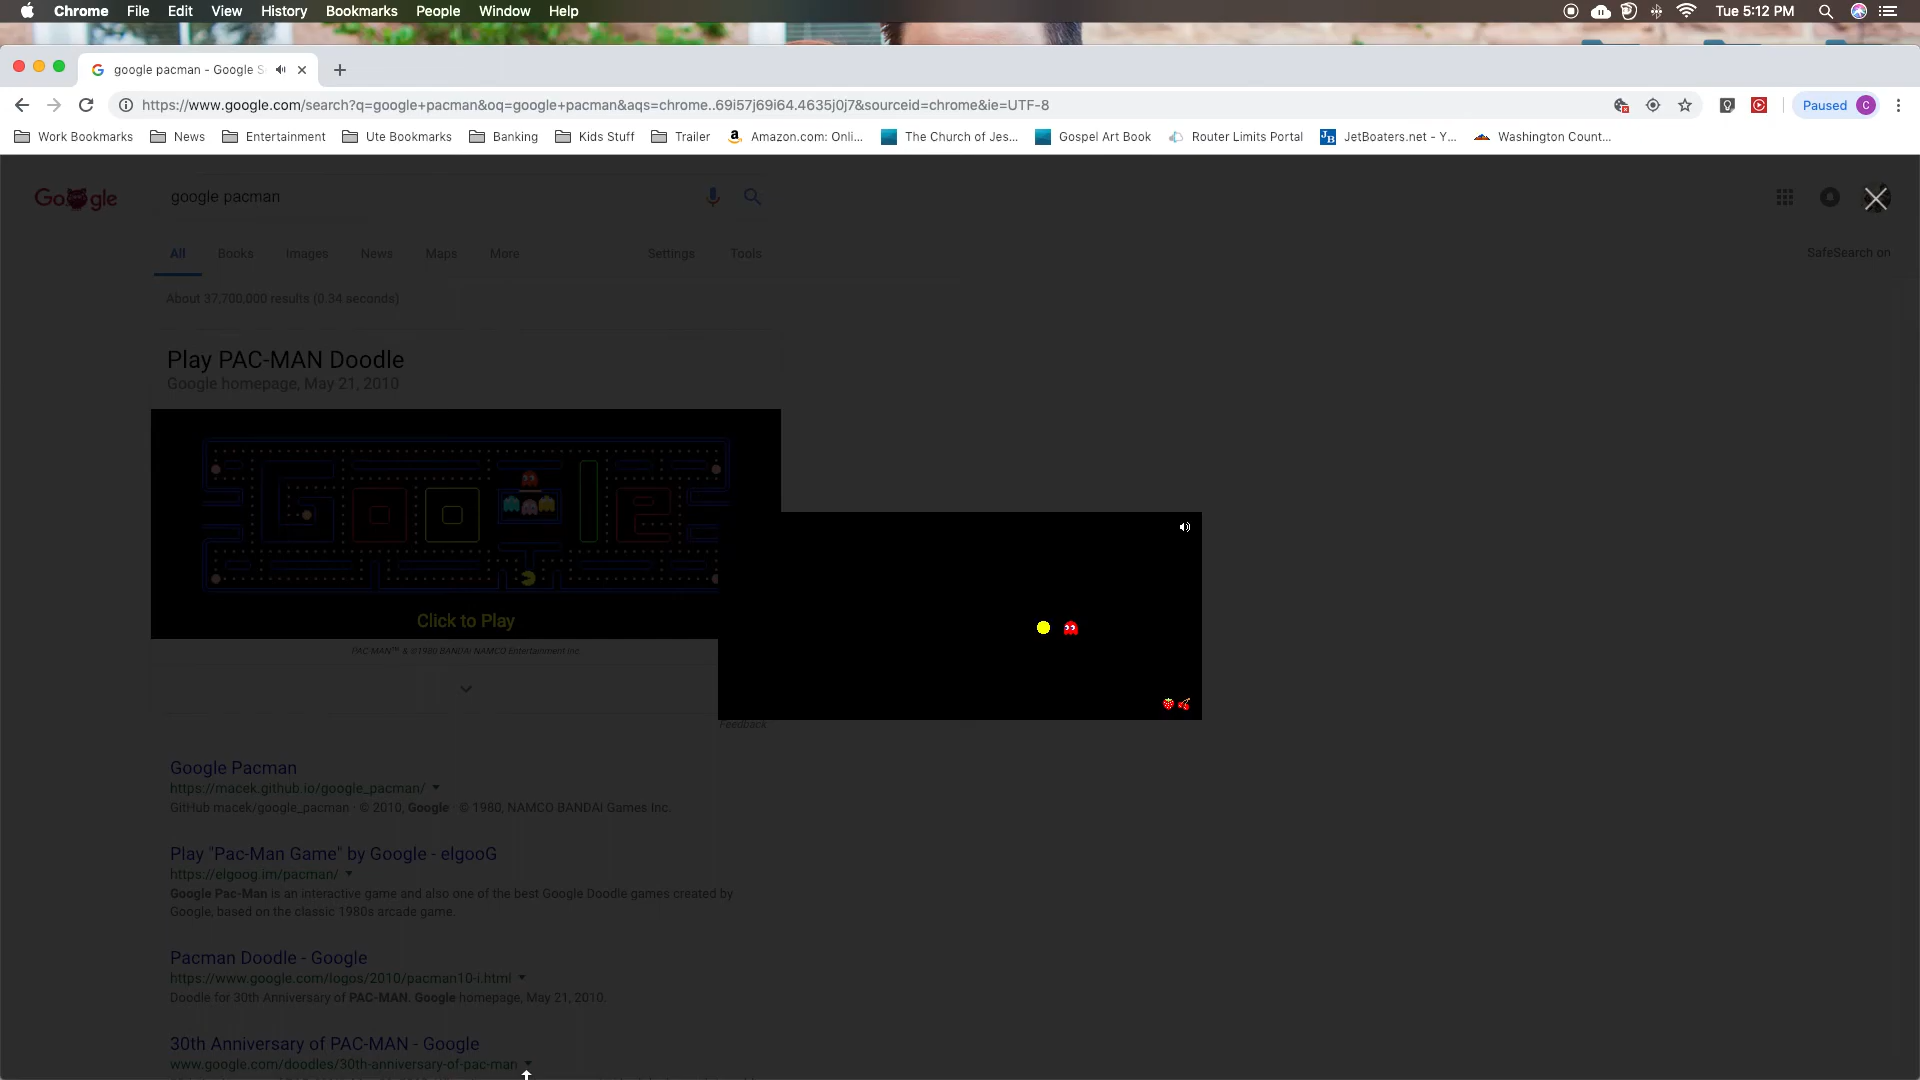 Chrome File Edit View History Bookmarks People Window Help Tue 5:12 PM
google pacman - Google S
https://www.google.com/search?q=google+pacman&oq=google+pacman&aqs=chrome..69i57j69i64.4635j0j7&sourceid=chrome&ie=UTF-8 Paused C
Work Bookmarks News Entertainment Ute Bookmarks Banking Kids Stuff Trailer Amazon.com: Onli... The Church of Jes... Gospel Art Book Router Limits Portal JetBoaters.net - Y... Washington Count...
Google google pacman
All Books Images News Maps More Settings Tools SafeSearch on
About 37,700,000 results (0.34 seconds)
Play PAC-MAN Doodle
Google homepage, May 21, 2010
Click to Play
PAC-MAN™ & ©1980 BANDAI NAMCO Entertainment Inc.
Feedback
Google Pacman
https://macek.github.io/google_pacman/
GitHub macek/google_pacman · © 2010, Google · © 1980, NAMCO BANDAI Games Inc.
Play "Pac-Man Game" by Google - elgooG
https://elgoog.im/pacman/
Google Pac-Man is an interactive game and also one of the best Google Doodle games created by
Google, based on the classic 1980s arcade game.
Pacman Doodle - Google
https://www.google.com/logos/2010/pacman10-i.html
Doodle for 30th Anniversary of PAC-MAN. Google homepage, May 21, 2010.
30th Anniversary of PAC-MAN - Google
www.google.com/doodles/30th-anniversary-of-pac-man